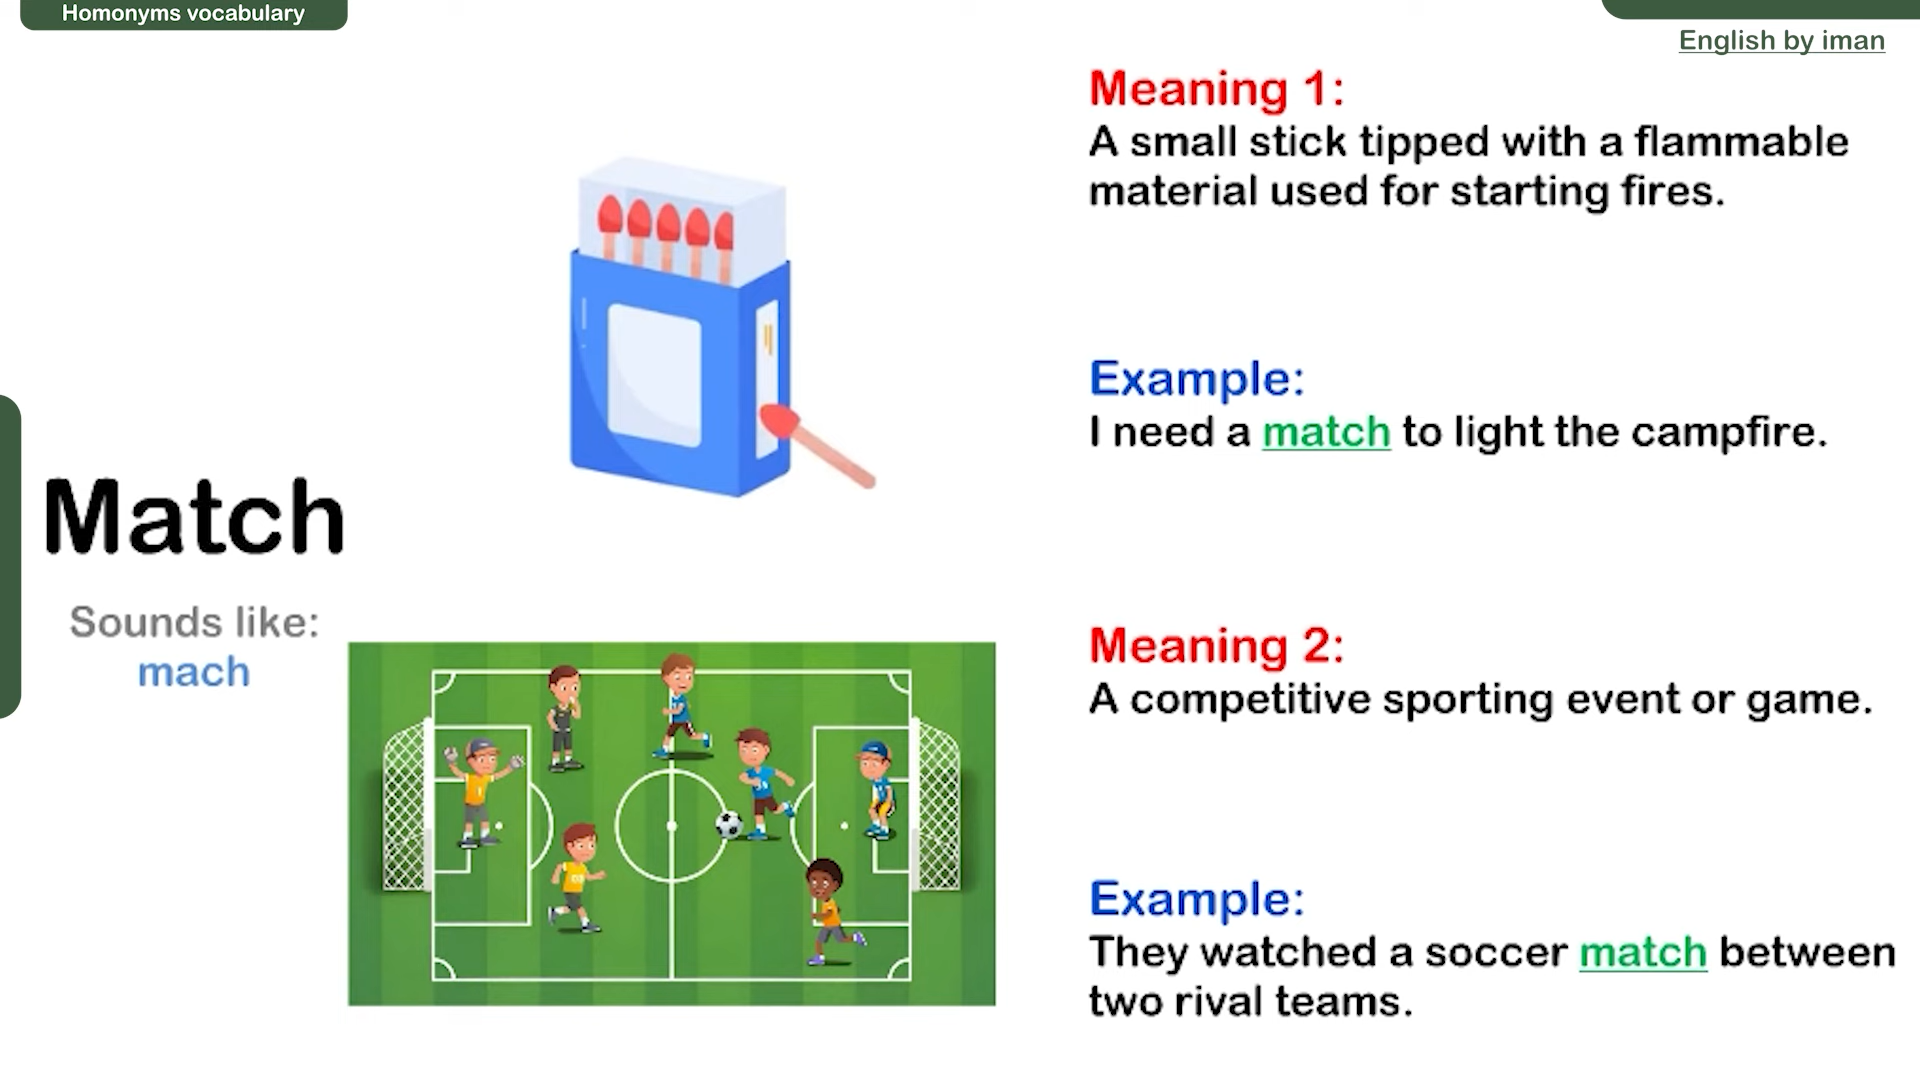 Homonyms vocabulary
English by iman
Match
Sounds like:
mach
Meaning 1:
A small stick tipped with a flammable
material used for starting fires.
Example:
I need a match to light the campfire.
Meaning 2:
A competitive sporting event or game.
Example:
They watched a soccer match between
two rival teams.